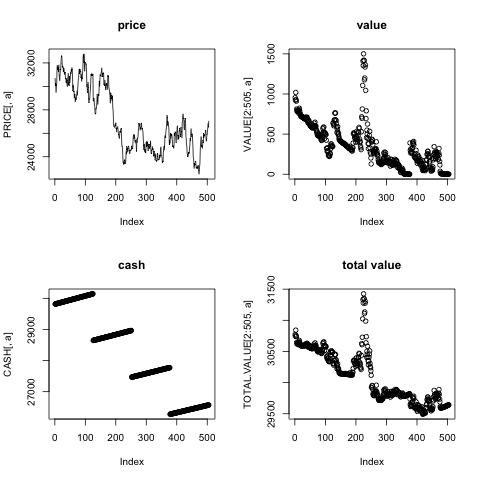 price
PRICE[, a]
24000 28000 32000
0 100 200 300 400 500
Index
value
VALUE[2:505, a]
0 500 1000 1500
0 100 200 300 400 500
Index
cash
CASH[, a]
27000 29000
0 100 200 300 400 500
Index
total value
TOTAL.VALUE[2:505, a]
29500 30500 31500
0 100 200 300 400 500
Index